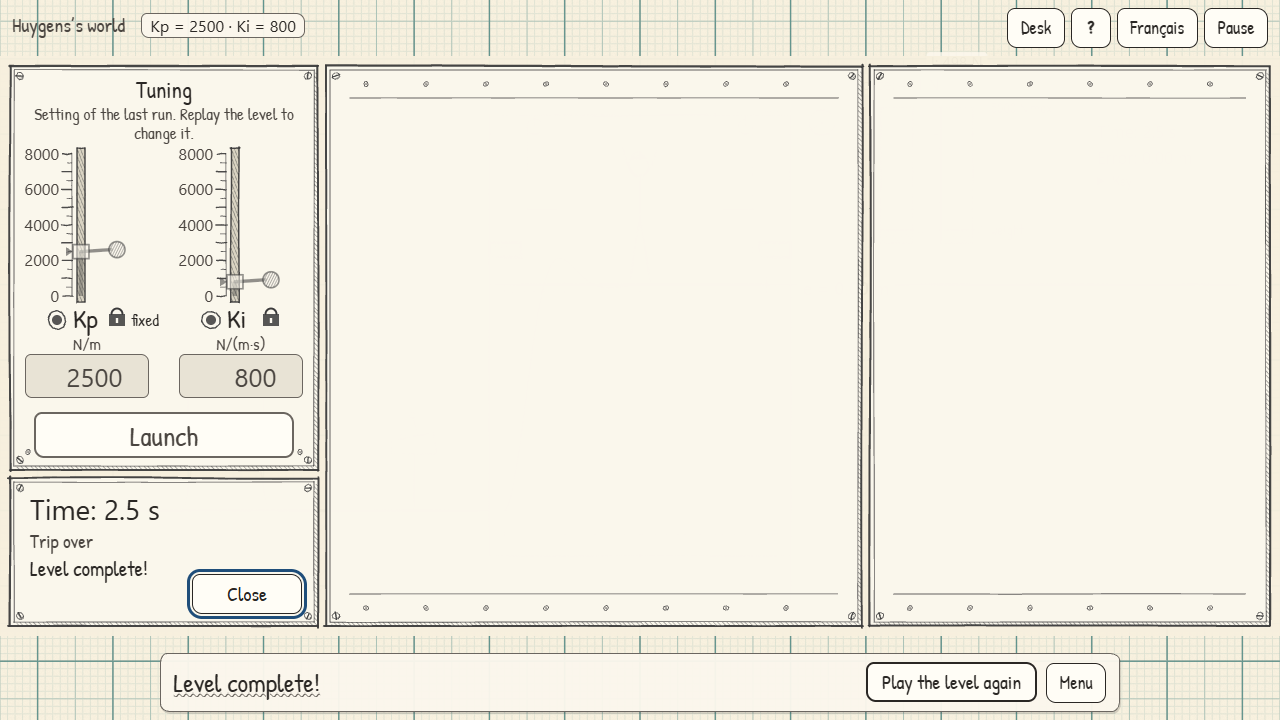 Huygens's world
Kp = 2500 · Ki = 800
Desk
?
Français
Pause
Tuning
Setting of the last run. Replay the level to
change it.
8000
6000
4000
2000
0
8000
6000
4000
2000
0
Kp
fixed
Ki
N/m
N/(m·s)
2500
800
Launch
Time: 2.5 s
Trip over
Level complete!
Close
Level complete!
Play the level again
Menu